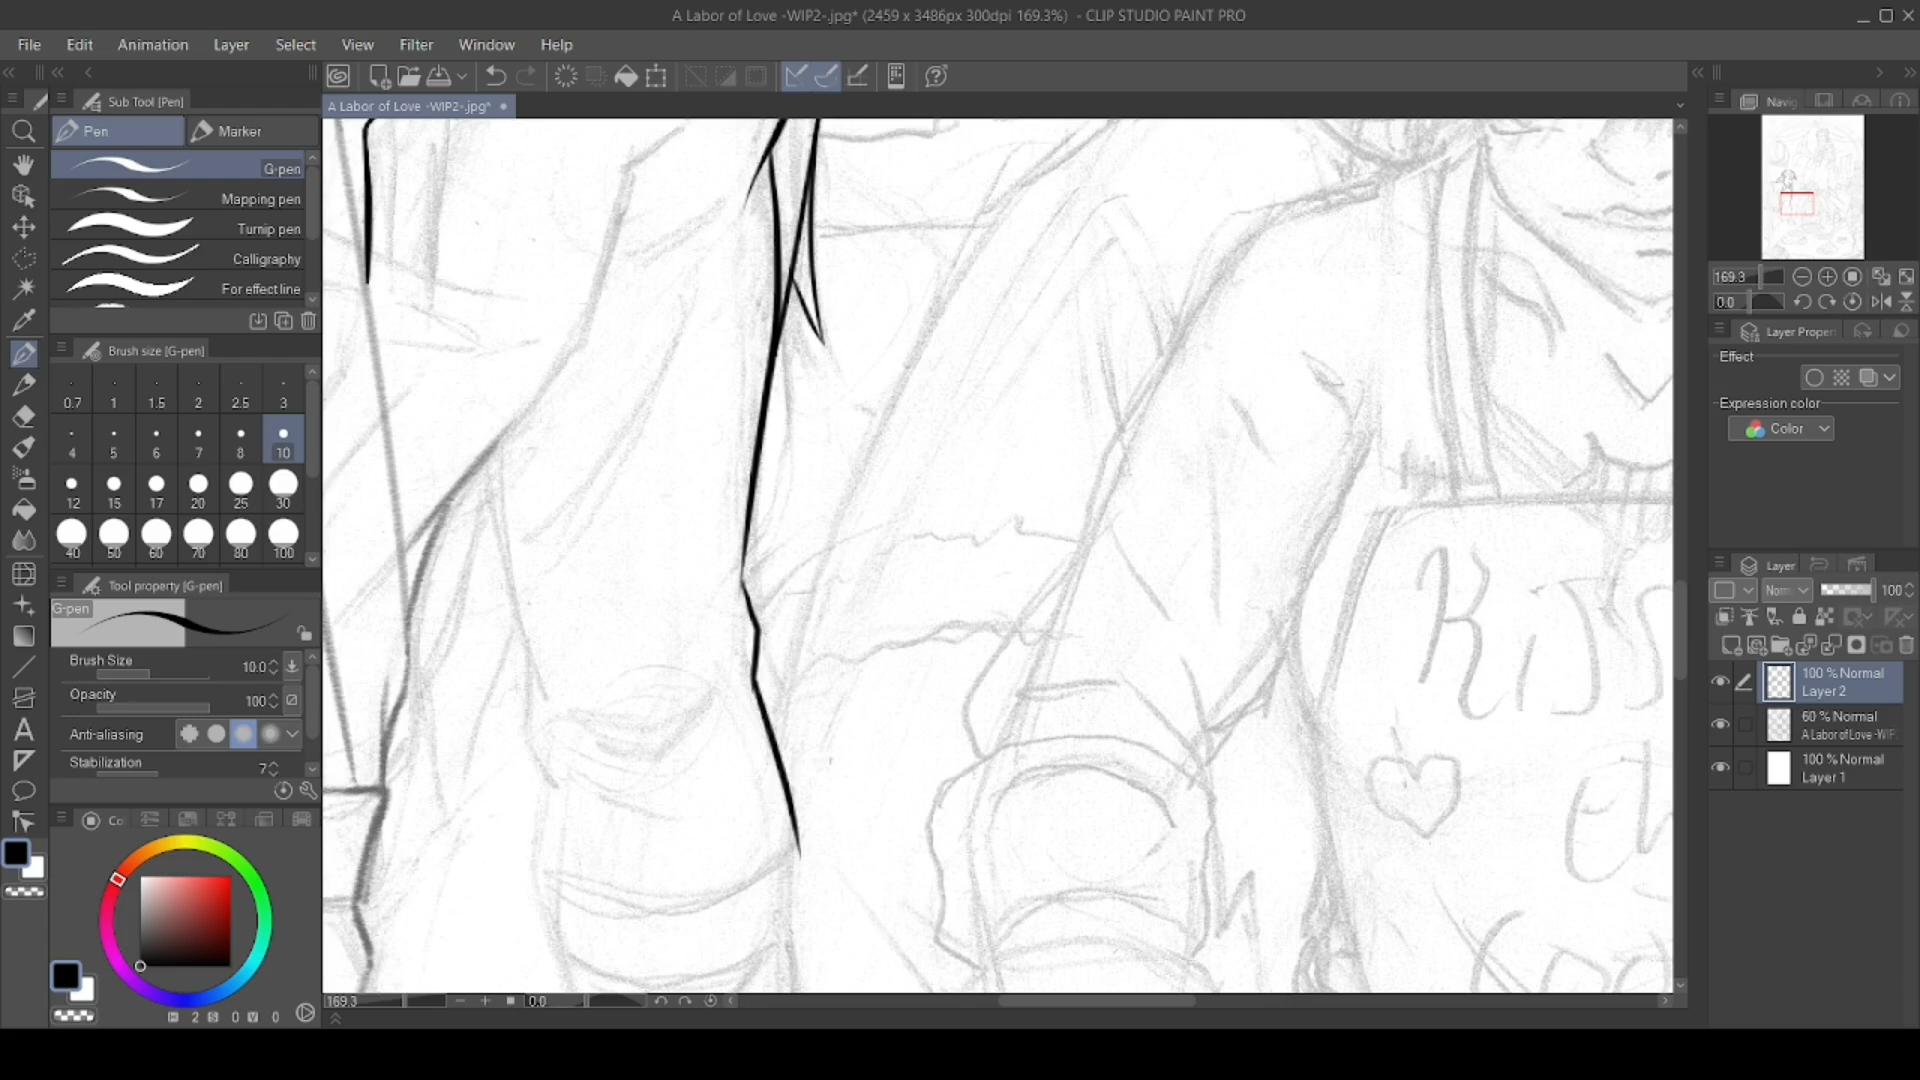 A Labor of Love -WIP2-.jpg* (2459 x 3486px 300dpi 169.3%) - CLIP STUDIO PAINT PRO
File Edit Animation Layer Select View Filter Window Help
Sub Tool [Pen]
A Labor of Love -WIP2-.jpg*
Navig
Pen Marker
G-pen
Mapping pen
Turnip pen
Calligraphy
For effect line
169.3
0.0
Layer Proper
Effect
Expression color
Color
Brush size [G-pen]
0.7 1 1.5 2 2.5 3
4 5 6 7 8 10
12 15 17 20 25 30
40 50 60 70 80 100
Tool property [G-pen]
G-pen
Brush Size 10.0
Opacity 100
Anti-aliasing
Stabilization 7
Layer
Norm 100
100 % Normal
Layer 2
60 % Normal
A Labor of Love -WIP
100 % Normal
Layer 1
Co
H 2 S 0 V 0
169.3 0.0